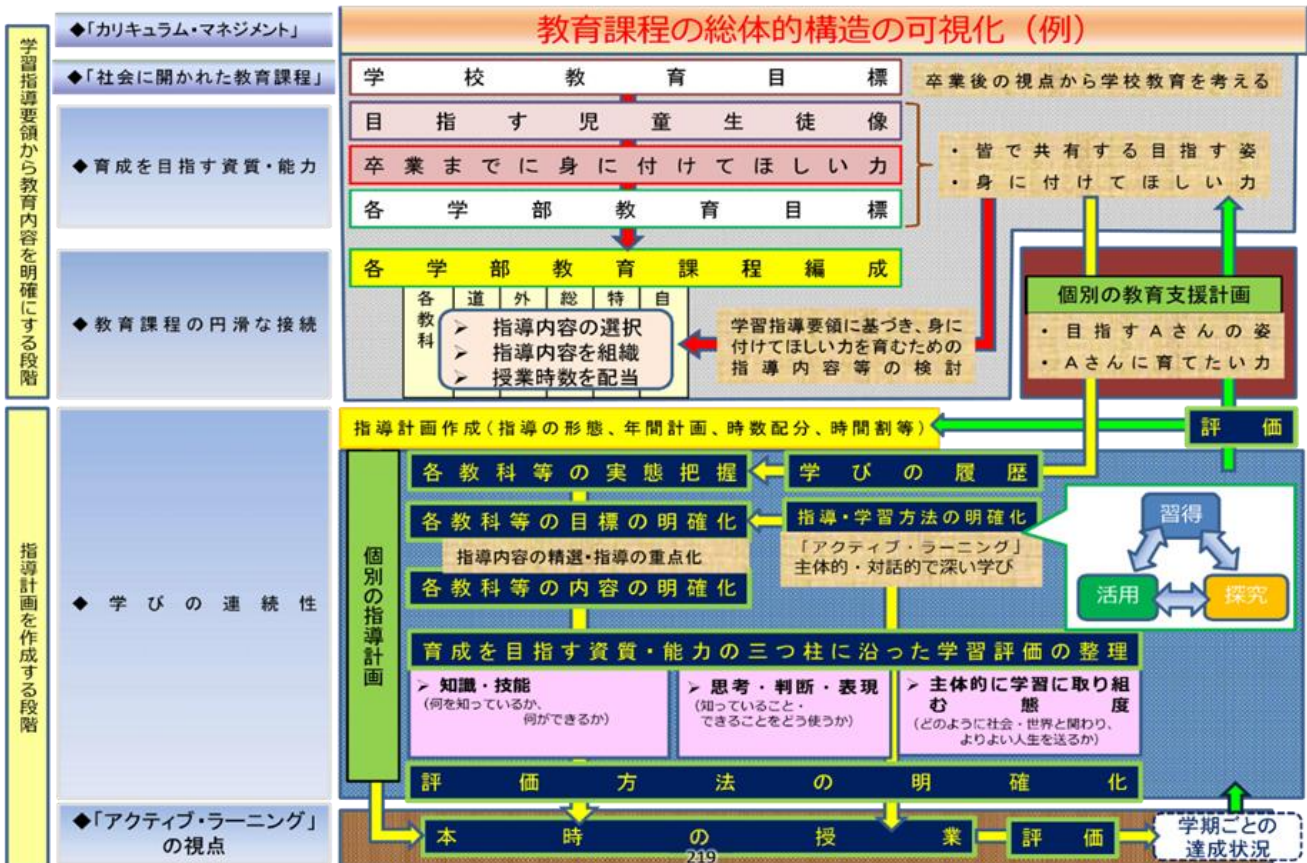 教育課程の総体的構造の可視化（例）
学習指導要領から教育内容を明確にする段階
◆「カリキュラム・マネジメント」
◆「社会に開かれた教育課程」
◆育成を目指す資質・能力
◆教育課程の円滑な接続
学校教育目標
目指す児童生徒像
卒業までに身に付けてほしい力
各学部教育目標
各学部教育課程編成
各教科
道
外
総
特
自
➢ 指導内容の選択
➢ 指導内容を組織
➢ 授業時数を配当
卒業後の視点から学校教育を考える
・皆で共有する目指す姿
・身に付けてほしい力
学習指導要領に基づき、身に
付けてほしい力を育むための
指導内容等の検討
個別の教育支援計画
・目指すAさんの姿
・Aさんに育てたい力
指導計画を作成する段階
◆学びの連続性
◆「アクティブ・ラーニング」
の視点
指導計画作成（指導の形態、年間計画、時数配分、時間割等）
評価
個別の指導計画
各教科等の実態把握
学びの履歴
各教科等の目標の明確化
指導・学習方法の明確化
指導内容の精選・指導の重点化
「アクティブ・ラーニング」
主体的・対話的で深い学び
各教科等の内容の明確化
習得
活用
探究
育成を目指す資質・能力の三つ柱に沿った学習評価の整理
➢ 知識・技能
（何を知っているか、
何ができるか）
➢ 思考・判断・表現
（知っていること・
できることをどう使うか）
➢ 主体的に学習に取り組
む態度
（どのように社会・世界と関わり、
よりよい人生を送るか）
評価方法の明確化
本時の授業
評価
学期ごとの
達成状況
219